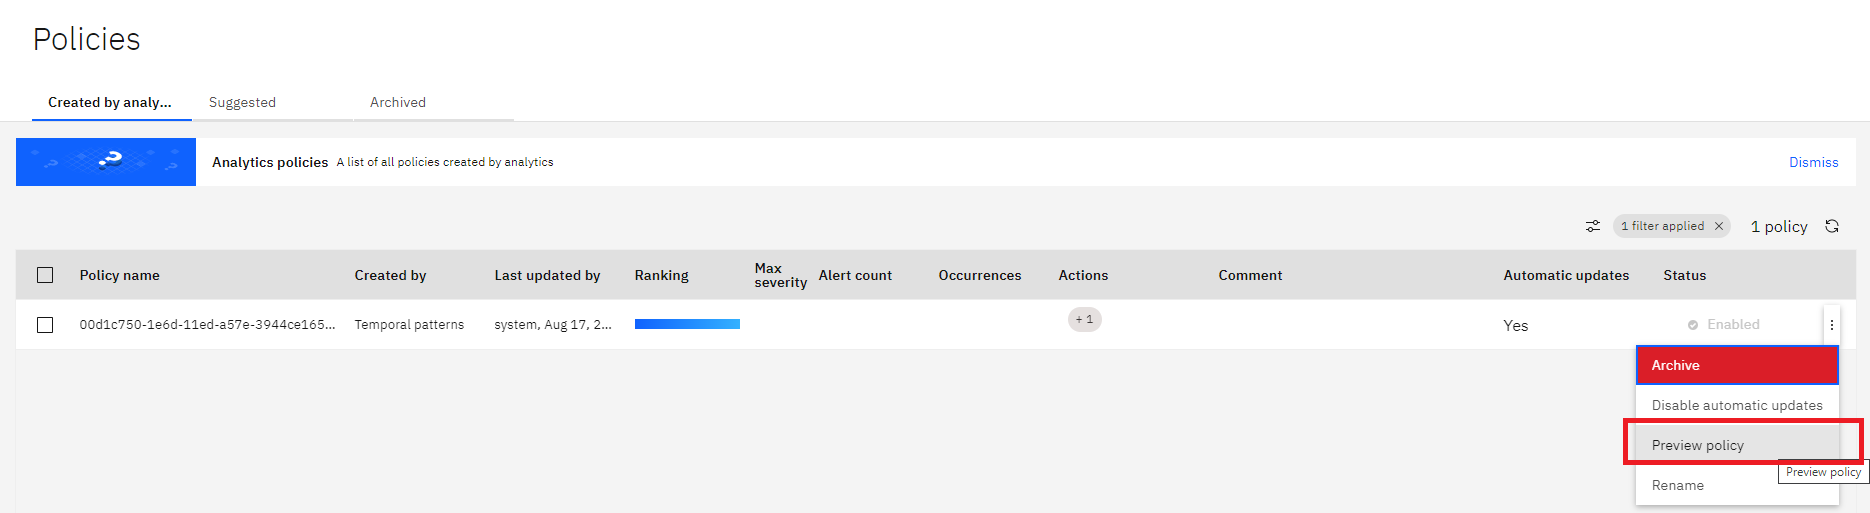 Policies
Created by analy... Suggested Archived
Analytics policies A list of all policies created by analytics Dismiss
1 filter applied 1 policy
Policy name Created by Last updated by Ranking Max severity Alert count Occurrences Actions Comment Automatic updates Status
00d1c750-1e6d-11ed-a57e-3944ce165... Temporal patterns system, Aug 17, 2... + 1 Yes Enabled
Archive
Disable automatic updates
Preview policy
Preview policy
Rename